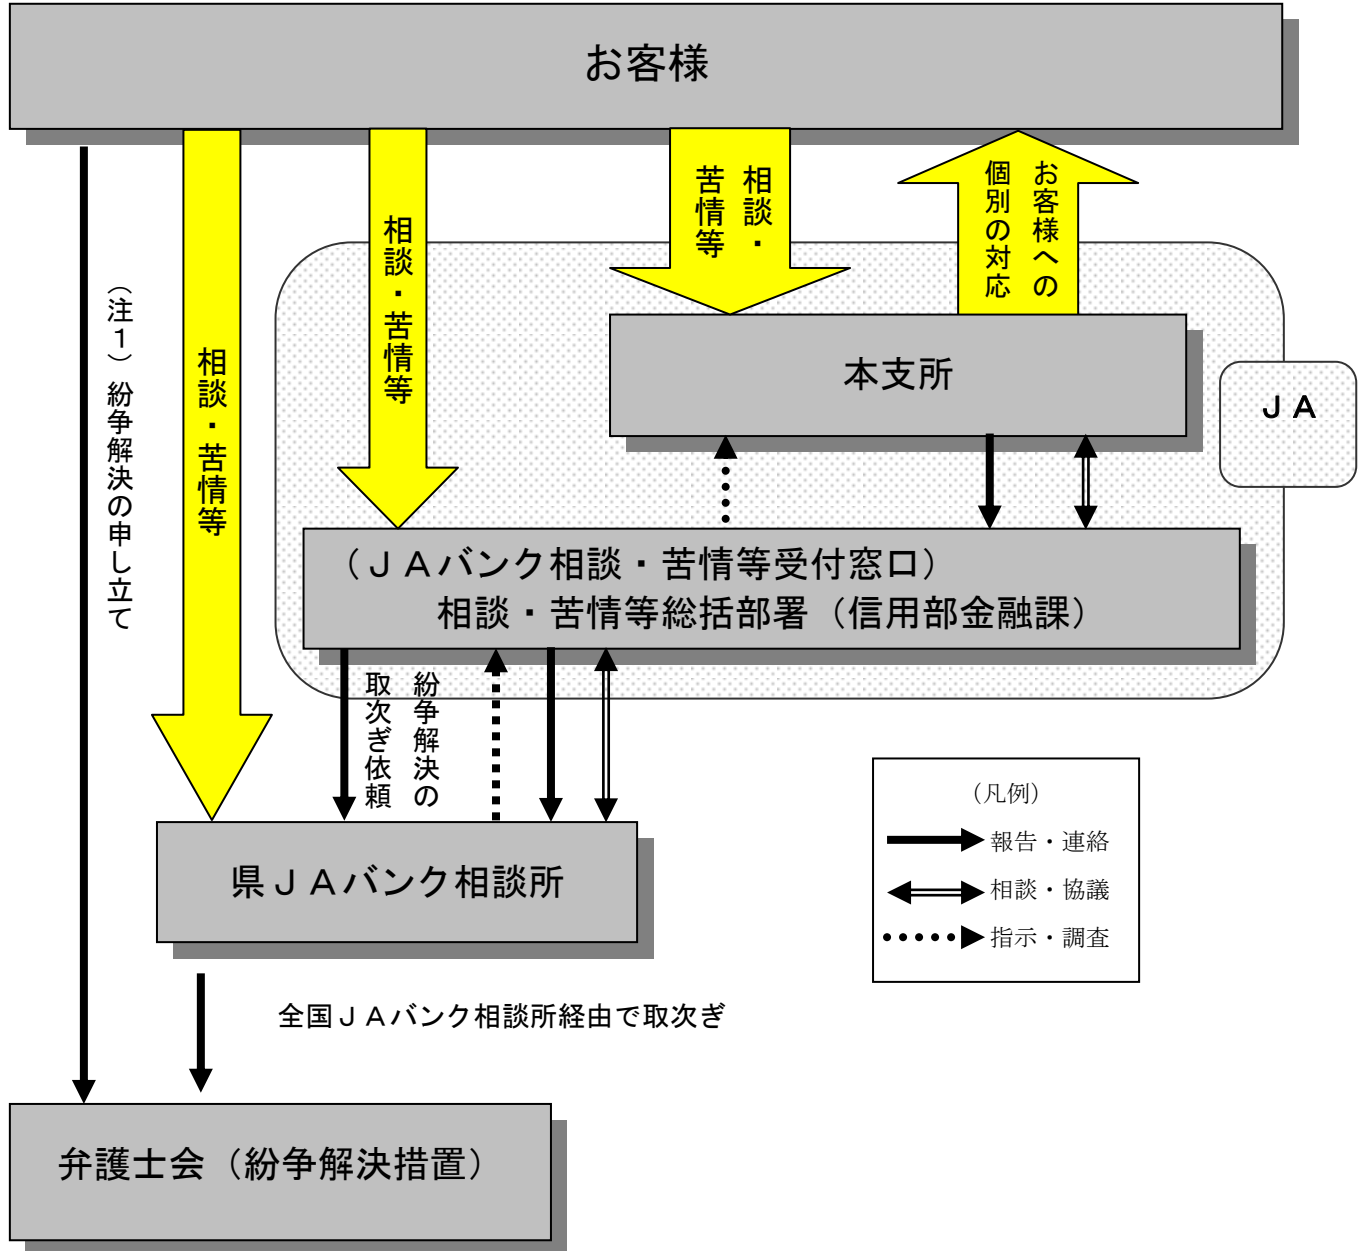 お客様
相談・
苦情等
お客様への
個別の対応
相談・苦情等
相談・苦情等
（注１）紛争解決の申し立て
本支所
ＪＡ
（ＪＡバンク相談・苦情等受付窓口）
相談・苦情等総括部署（信用部金融課）
紛争解決の
取次ぎ依頼
県ＪＡバンク相談所
（凡例）
報告・連絡
相談・協議
指示・調査
全国ＪＡバンク相談所経由で取次ぎ
弁護士会（紛争解決措置）